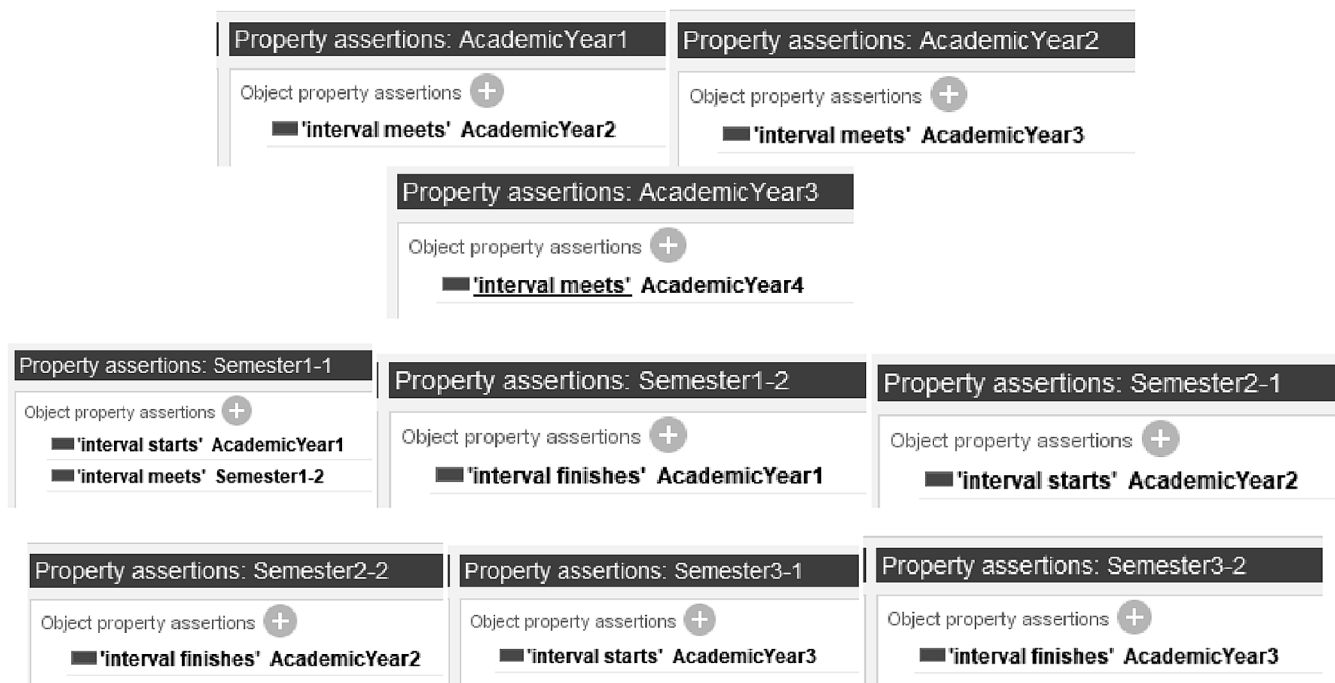 Property assertions: AcademicYear1
Object property assertions
'interval meets' AcademicYear2
Property assertions: AcademicYear2
Object property assertions
'interval meets' AcademicYear3
Property assertions: AcademicYear3
Object property assertions
'interval meets' AcademicYear4
Property assertions: Semester1-1
Object property assertions
'interval starts' AcademicYear1
'interval meets' Semester1-2
Property assertions: Semester1-2
Object property assertions
'interval finishes' AcademicYear1
Property assertions: Semester2-1
Object property assertions
'interval starts' AcademicYear2
Property assertions: Semester2-2
Object property assertions
'interval finishes' AcademicYear2
Property assertions: Semester3-1
Object property assertions
'interval starts' AcademicYear3
Property assertions: Semester3-2
Object property assertions
'interval finishes' AcademicYear3